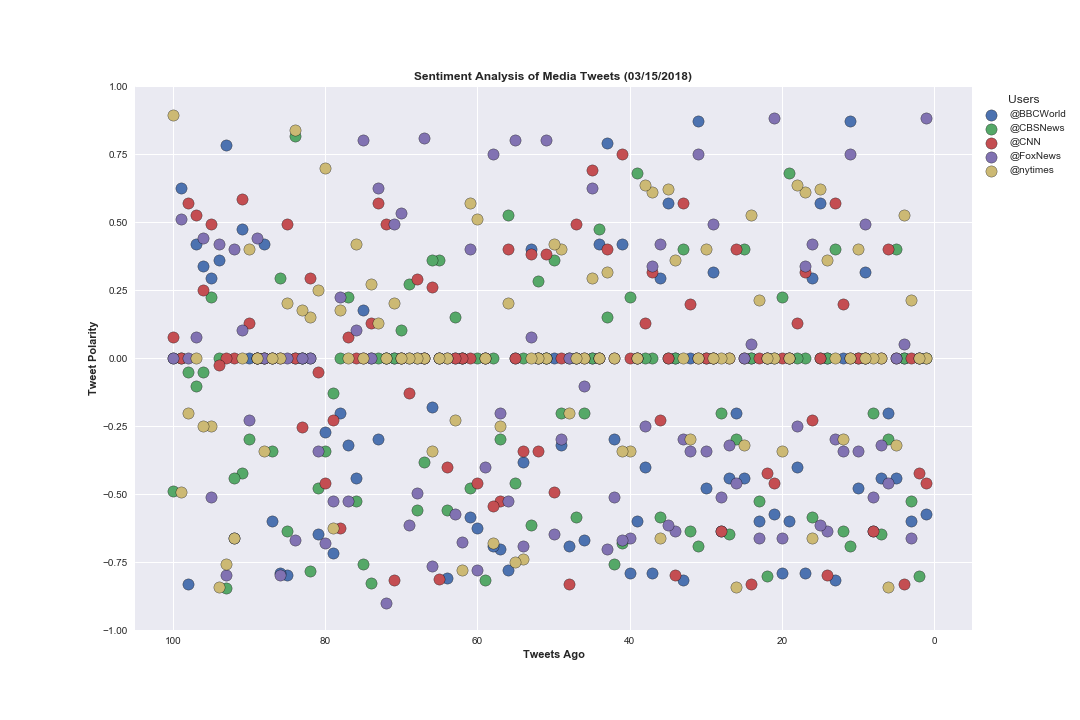 Sentiment Analysis of Media Tweets (03/15/2018)
Users
@BBCWorld
@CBSNews
@CNN
@FoxNews
@nytimes
Tweet Polarity
1.00
0.75
0.50
0.25
0.00
−0.25
−0.50
−0.75
−1.00
100 80 60 40 20 0
Tweets Ago